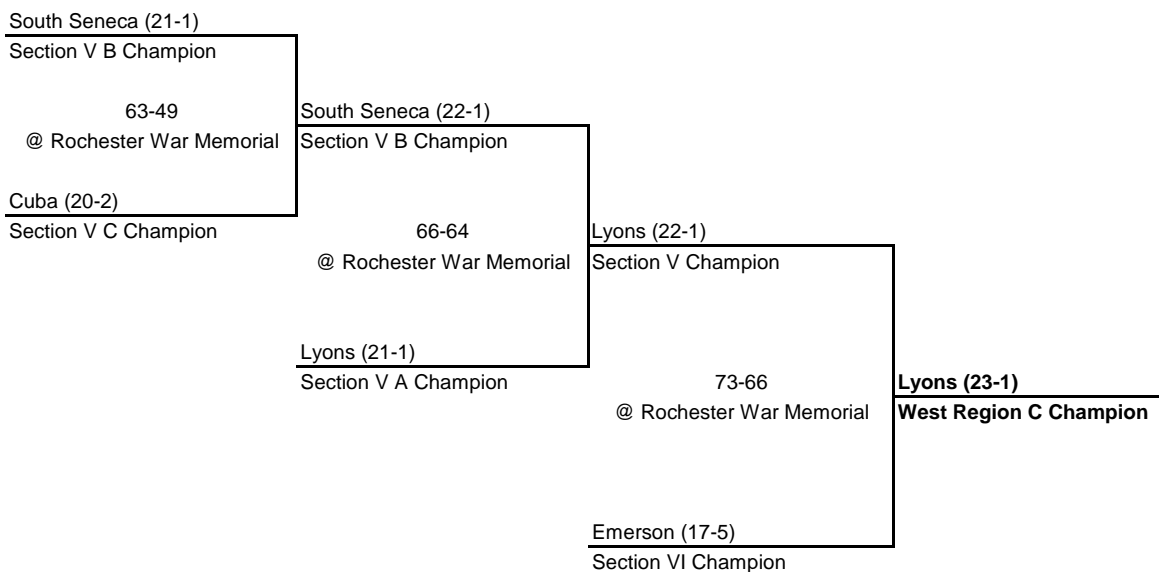 South Seneca (21-1)
Section V B Champion
63-49
@ Rochester War Memorial
Cuba (20-2)
Section V C Champion
South Seneca (22-1)
Section V B Champion
66-64
@ Rochester War Memorial
Lyons (21-1)
Section V A Champion
Lyons (22-1)
Section V Champion
73-66
@ Rochester War Memorial
Emerson (17-5)
Section VI Champion
Lyons (23-1)
West Region C Champion